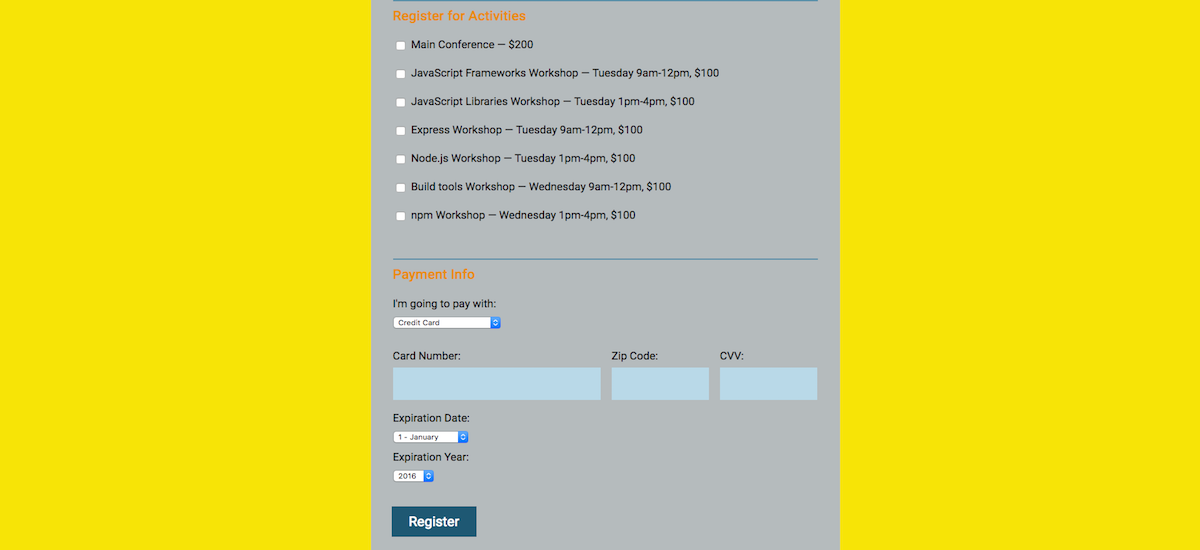 Register for Activities
Main Conference — $200
JavaScript Frameworks Workshop — Tuesday 9am-12pm, $100
JavaScript Libraries Workshop — Tuesday 1pm-4pm, $100
Express Workshop — Tuesday 9am-12pm, $100
Node.js Workshop — Tuesday 1pm-4pm, $100
Build tools Workshop — Wednesday 9am-12pm, $100
npm Workshop — Wednesday 1pm-4pm, $100
Payment Info
I'm going to pay with:
Credit Card
Card Number: Zip Code: CVV:
Expiration Date:
1 - January
Expiration Year:
2016
Register